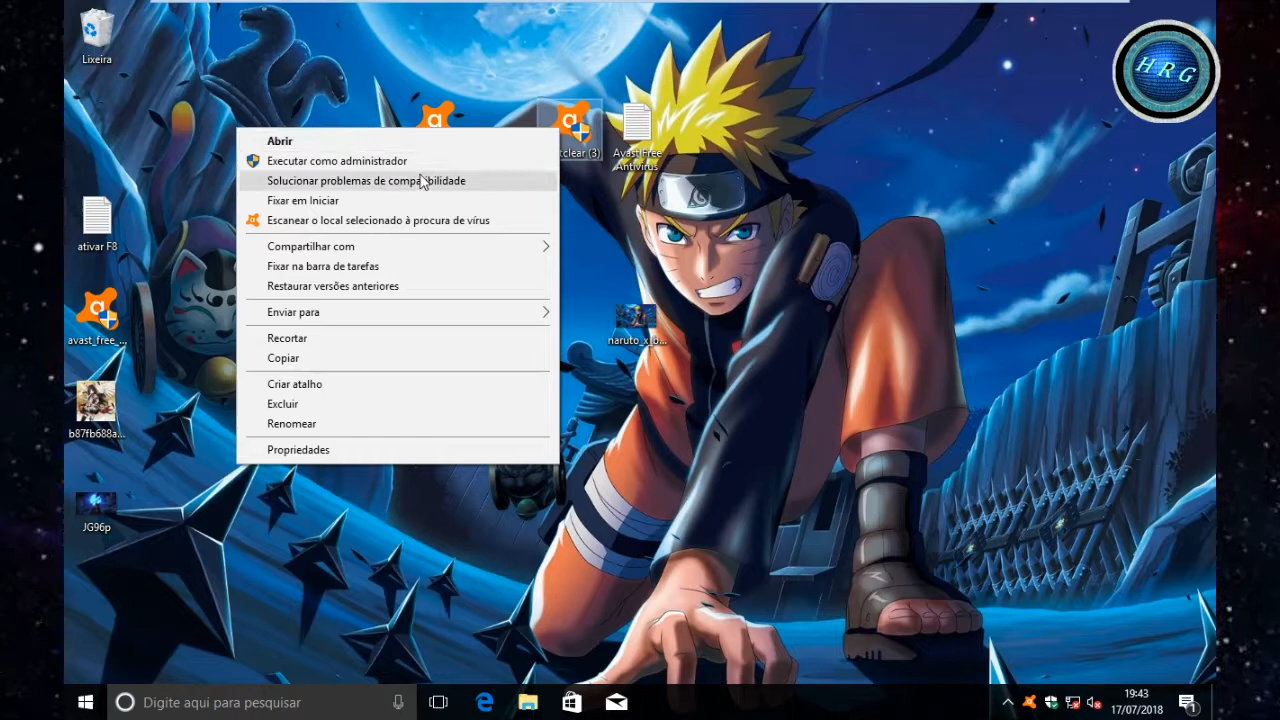 Lixeira
HRG
tclear (3)
Avast Free
Antivirus
Abrir
Executar como administrador
Solucionar problemas de compatibilidade
Fixar em Iniciar
Escanear o local selecionado à procura de vírus
Compartilhar com
Fixar na barra de tarefas
Restaurar versões anteriores
Enviar para
Recortar
Copiar
Criar atalho
Excluir
Renomear
Propriedades
ativar F8
avast_free_...
naruto_x_b...
b87fb688a...
JG96p
Digite aqui para pesquisar
19:43
17/07/2018
1